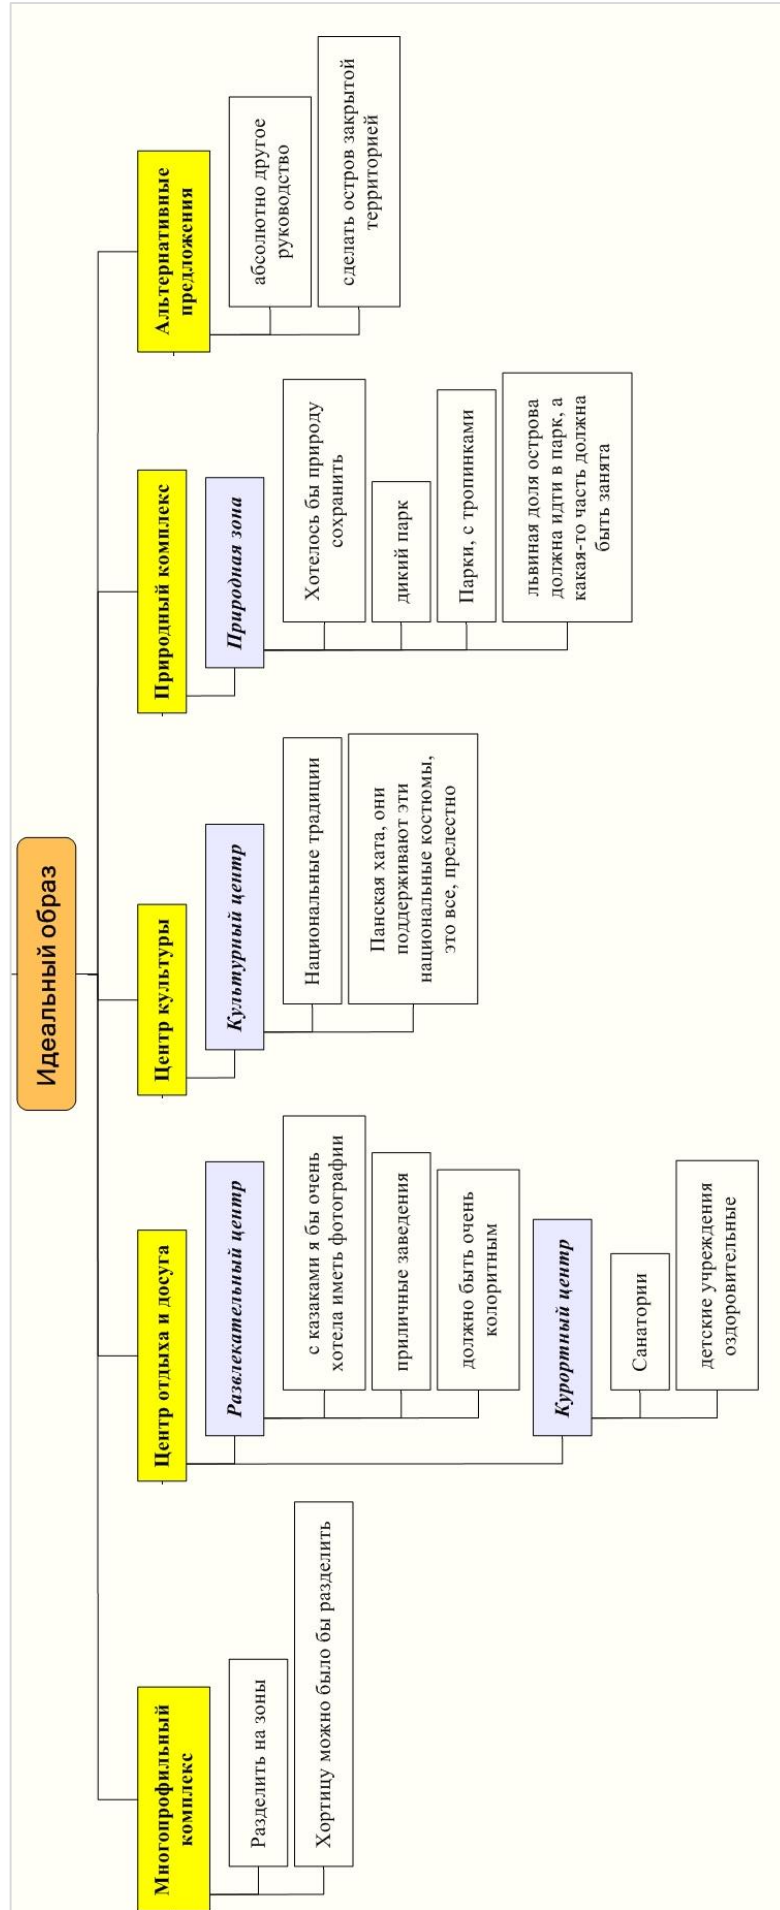 Идеальный образ
Многопрофильный
комплекс
Разделить на зоны
Хортицу можно было бы разделить
Центр отдыха и досуга
Развлекательный центр
с казаками я бы очень
хотела иметь фотографии
приличные заведения
должно быть очень
колоритным
Курортный центр
Санатории
детские учреждения
оздоровительные
Центр культуры
Культурный центр
Национальные традиции
Панская хата, они
поддерживают эти
национальные костюмы,
это все, прелестно
Природный комплекс
Природная зона
Хотелось бы природу
сохранить
дикий парк
Парки, с тропинками
львиная доля острова
должна идти в парк, а
какая-то часть должна
быть занята
Альтернативные
предложения
абсолютно другое
руководство
сделать остров закрытой
территорией